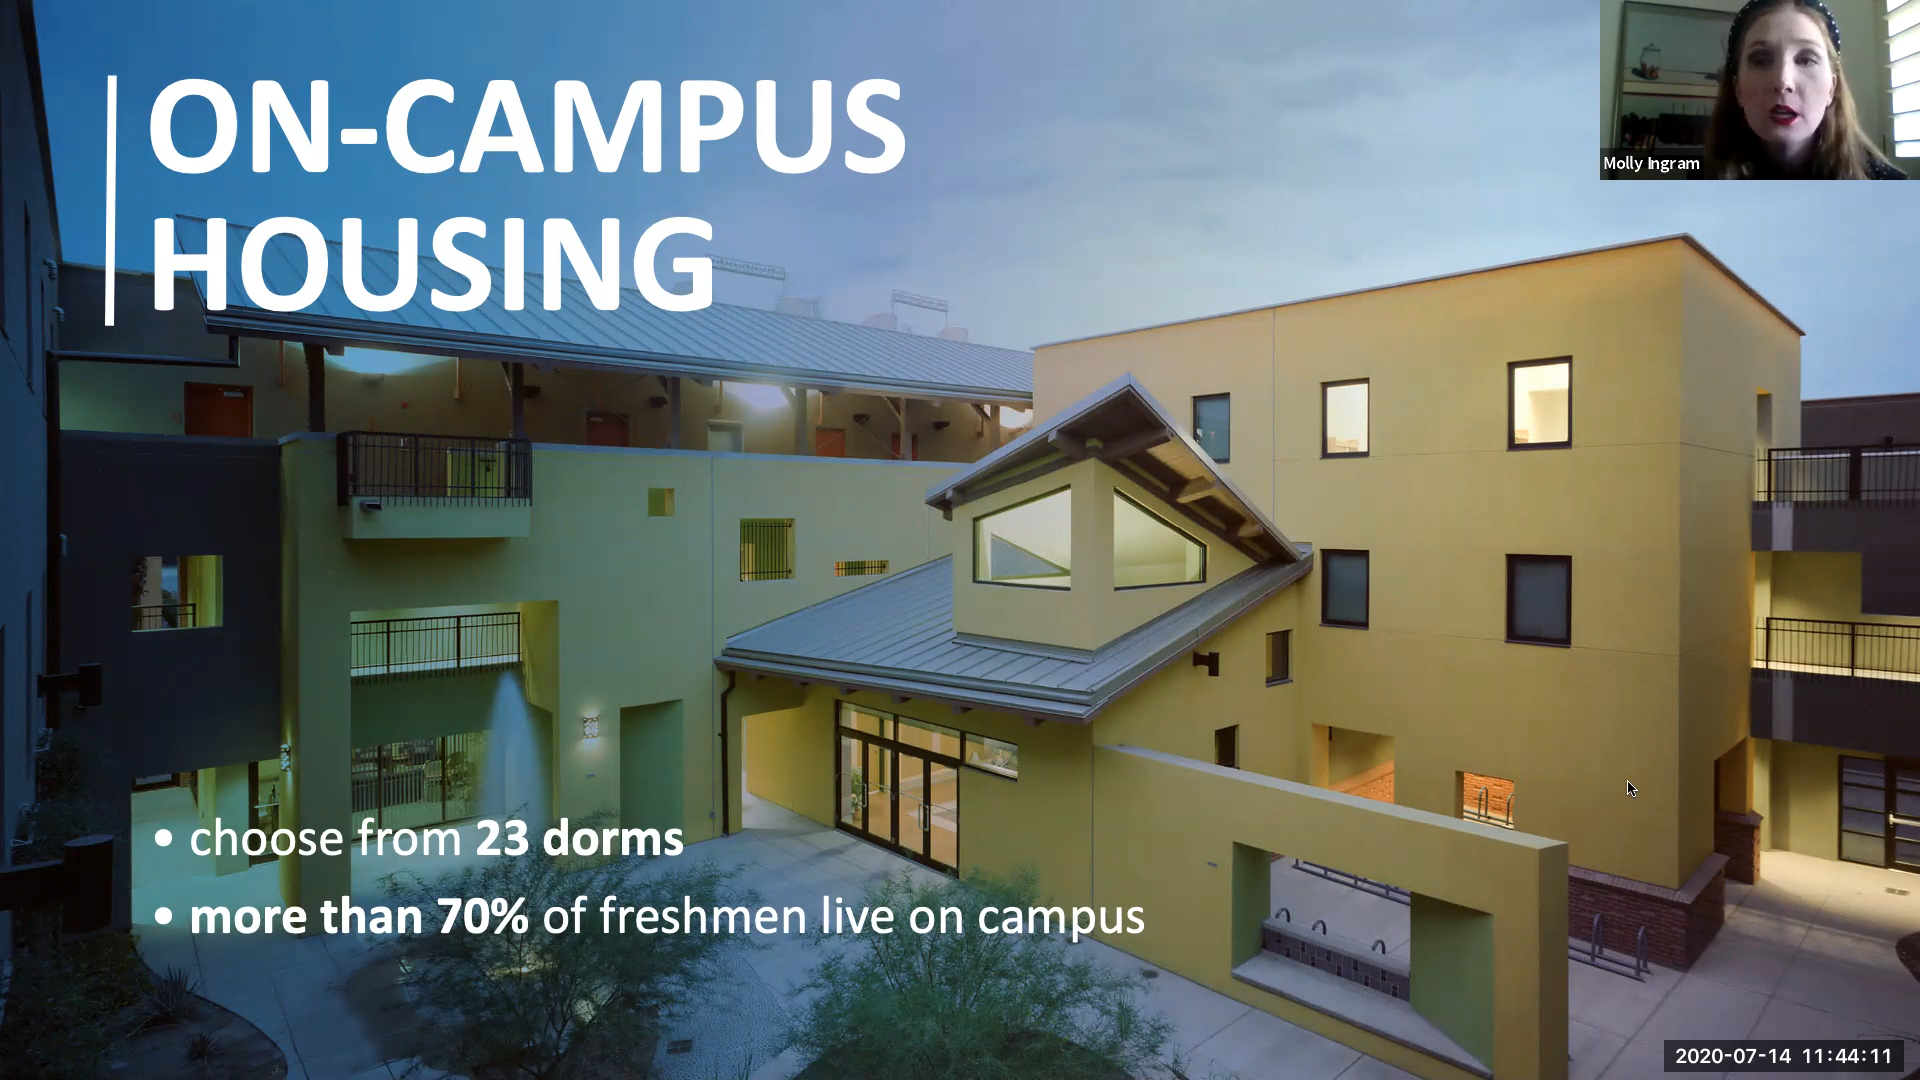 ON-CAMPUS
HOUSING
Molly Ingram
• choose from 23 dorms
• more than 70% of freshmen live on campus
2020-07-14 11:44:11